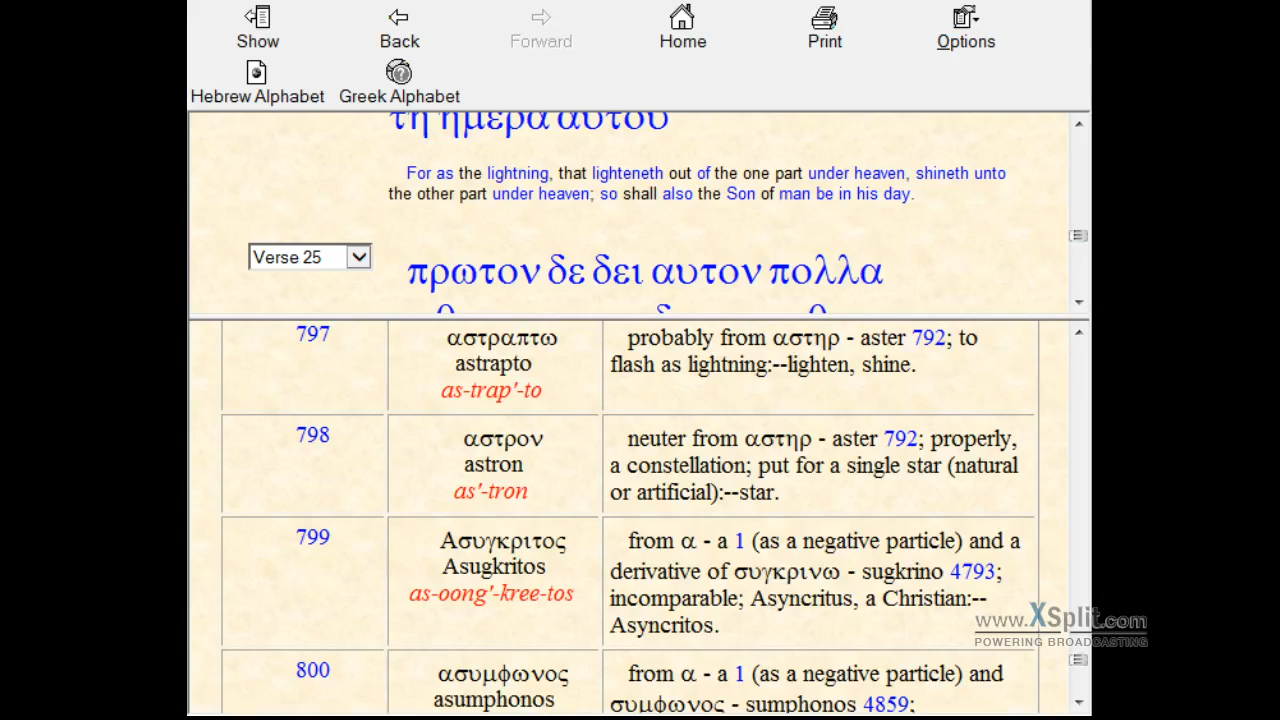 Show Back Forward Home Print Options
Hebrew Alphabet Greek Alphabet
τη ημερα αυτου
For as the lightning, that lighteneth out of the one part under heaven, shineth unto
the other part under heaven; so shall also the Son of man be in his day.
Verse 25
πρωτον δε δει αυτον πολλα
797
αστραπτω
astrapto
as-trap'-to
probably from αστηρ - aster 792; to
flash as lightning:--lighten, shine.
798
αστρον
astron
as'-tron
neuter from αστηρ - aster 792; properly,
a constellation; put for a single star (natural
or artificial):--star.
799
Ασυγκριτος
Asugkritos
as-oong'-kree-tos
from α - a 1 (as a negative particle) and a
derivative of συγκρινω - sugkrino 4793;
incomparable; Asyncritus, a Christian:--
Asyncritos.
800
ασυμφωνος
asumphonos
from α - a 1 (as a negative particle) and
συμφωνος - sumphonos 4859;
www.XSplit.com
POWERING BROADCASTING